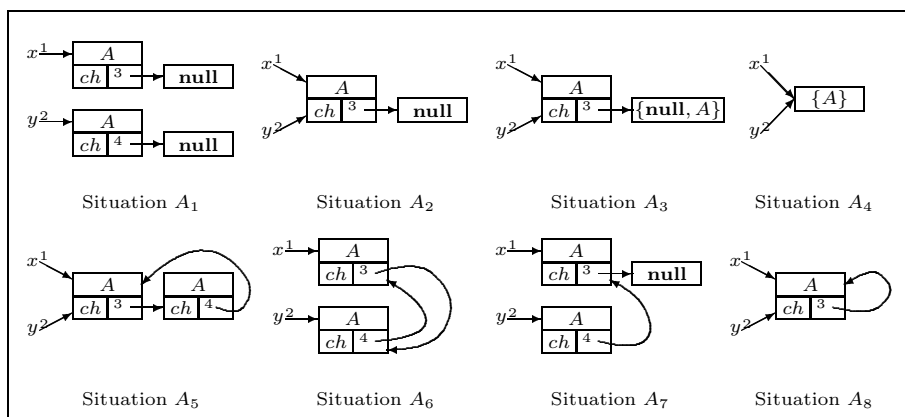 x¹ A
ch 3 null
y² A
ch 4 null
Situation A₁
x¹ A
y² ch 3 null
Situation A₂
x¹ A
y² ch 3 {null, A}
Situation A₃
x¹
{A}
y²
Situation A₄
x¹ A A
y² ch 3 ch 4
Situation A₅
x¹ A
ch 3
y² A
ch 4
Situation A₆
x¹ A
ch 3 null
y² A
ch 4
Situation A₇
x¹ A
y² ch 3
Situation A₈